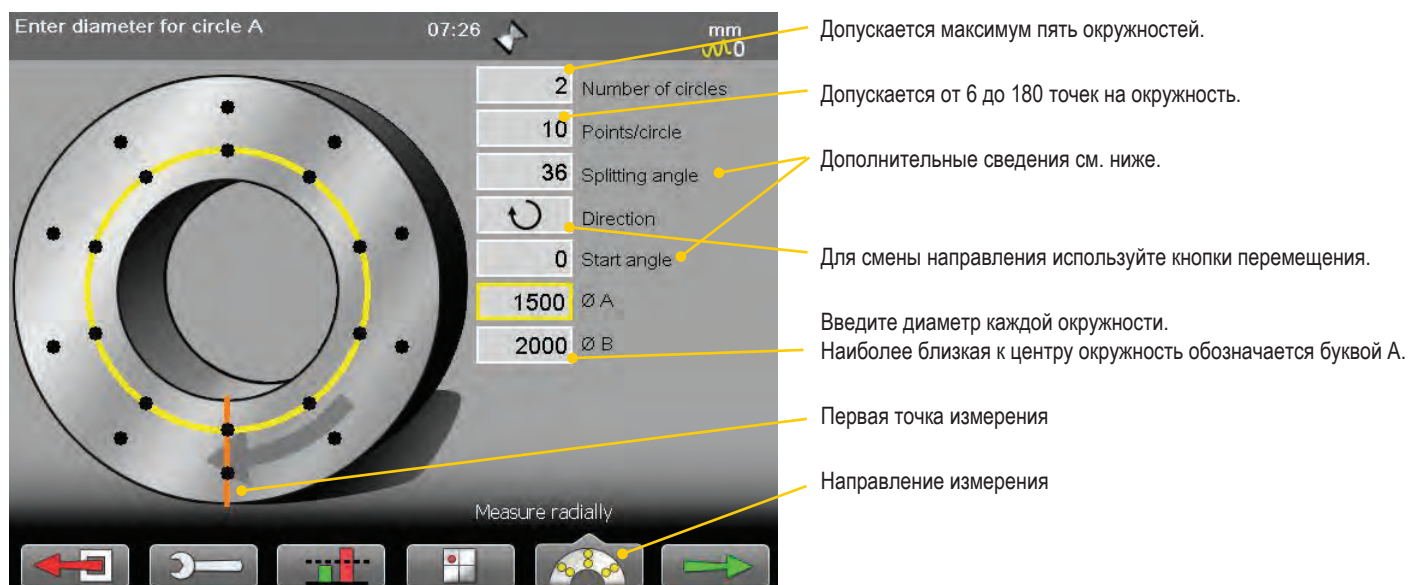 Enter diameter for circle A
07:26
mm
0
2 Number of circles
10 Points/circle
36 Splitting angle
Direction
0 Start angle
1500 Ø A
2000 Ø B
Measure radially
Допускается максимум пять окружностей.
Допускается от 6 до 180 точек на окружность.
Дополнительные сведения см. ниже.
Для смены направления используйте кнопки перемещения.
Введите диаметр каждой окружности.
Наиболее близкая к центру окружность обозначается буквой А.
Первая точка измерения
Направление измерения